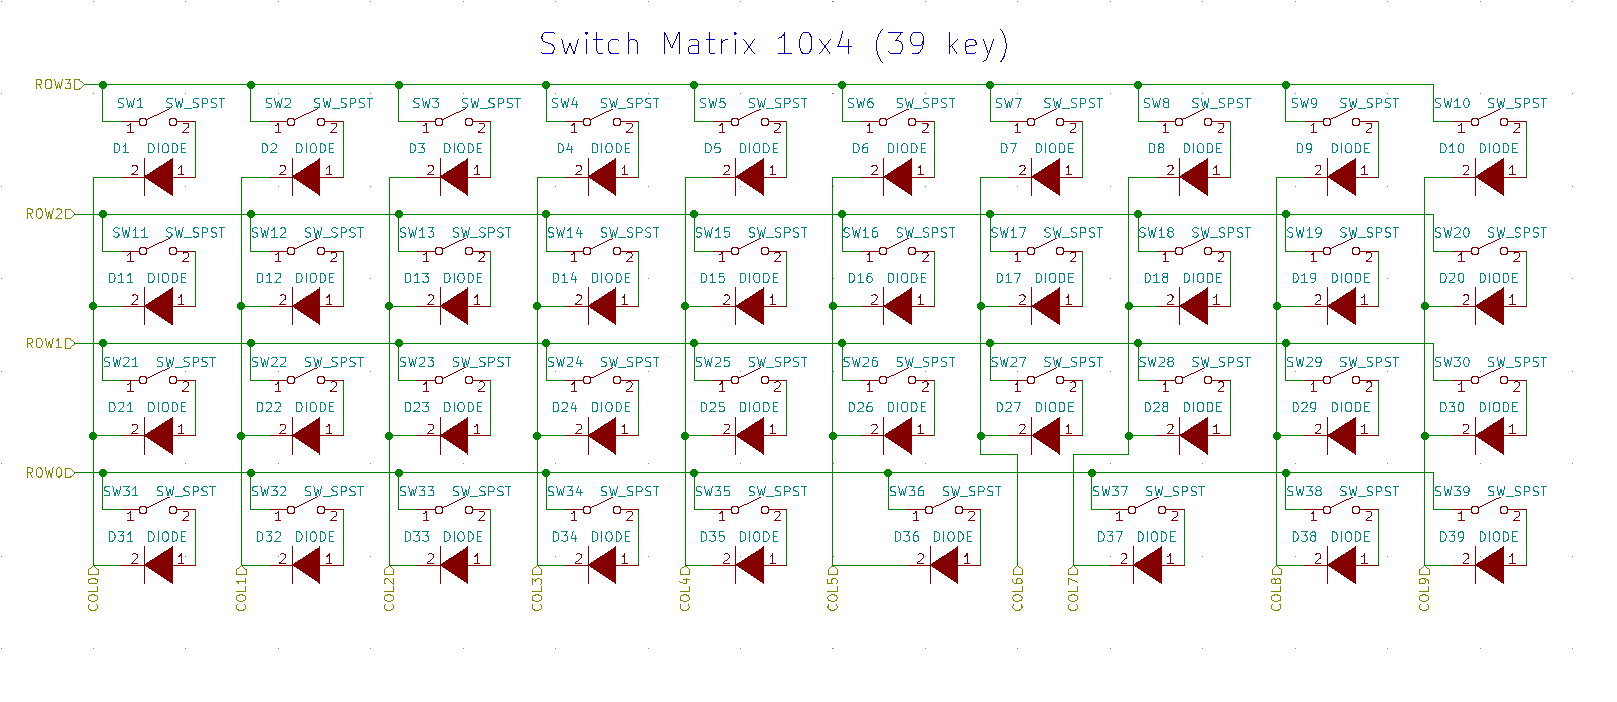 Switch Matrix 10x4 (39 key)
ROW3
SW1 SW_SPST SW2 SW_SPST SW3 SW_SPST SW4 SW_SPST SW5 SW_SPST SW6 SW_SPST SW7 SW_SPST SW8 SW_SPST SW9 SW_SPST SW10 SW_SPST
1 2 1 2 1 2 1 2 1 2 1 2 1 2 1 2 1 2 1 2
D1 DIODE D2 DIODE D3 DIODE D4 DIODE D5 DIODE D6 DIODE D7 DIODE D8 DIODE D9 DIODE D10 DIODE
2 1 2 1 2 1 2 1 2 1 2 1 2 1 2 1 2 1 2 1
ROW2
SW11 SW_SPST SW12 SW_SPST SW13 SW_SPST SW14 SW_SPST SW15 SW_SPST SW16 SW_SPST SW17 SW_SPST SW18 SW_SPST SW19 SW_SPST SW20 SW_SPST
1 2 1 2 1 2 1 2 1 2 1 2 1 2 1 2 1 2 1 2
D11 DIODE D12 DIODE D13 DIODE D14 DIODE D15 DIODE D16 DIODE D17 DIODE D18 DIODE D19 DIODE D20 DIODE
2 1 2 1 2 1 2 1 2 1 2 1 2 1 2 1 2 1 2 1
ROW1
SW21 SW_SPST SW22 SW_SPST SW23 SW_SPST SW24 SW_SPST SW25 SW_SPST SW26 SW_SPST SW27 SW_SPST SW28 SW_SPST SW29 SW_SPST SW30 SW_SPST
1 2 1 2 1 2 1 2 1 2 1 2 1 2 1 2 1 2 1 2
D21 DIODE D22 DIODE D23 DIODE D24 DIODE D25 DIODE D26 DIODE D27 DIODE D28 DIODE D29 DIODE D30 DIODE
2 1 2 1 2 1 2 1 2 1 2 1 2 1 2 1 2 1 2 1
ROW0
SW31 SW_SPST SW32 SW_SPST SW33 SW_SPST SW34 SW_SPST SW35 SW_SPST SW36 SW_SPST SW37 SW_SPST SW38 SW_SPST SW39 SW_SPST
1 2 1 2 1 2 1 2 1 2 1 2 1 2 1 2 1 2
D31 DIODE D32 DIODE D33 DIODE D34 DIODE D35 DIODE D36 DIODE D37 DIODE D38 DIODE D39 DIODE
2 1 2 1 2 1 2 1 2 1 2 1 2 1 2 1 2 1
COL0 COL1 COL2 COL3 COL4 COL5 COL6 COL7 COL8 COL9